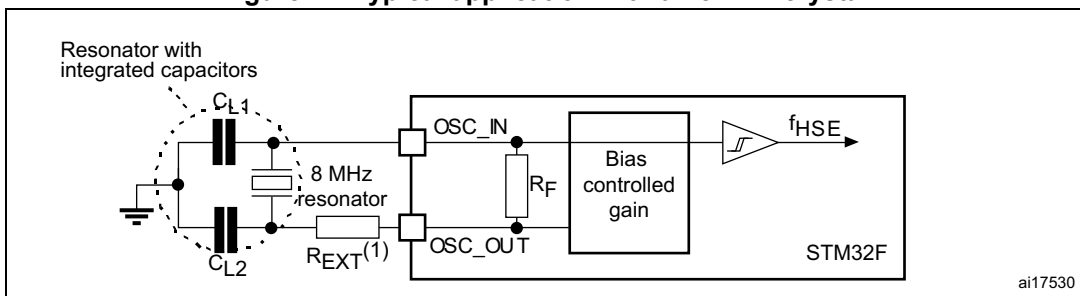 Resonator with
integrated capacitors
CL1
OSC_IN
fHSE
8 MHz
resonator
RF
Bias
controlled
gain
REXT(1)
OSC_OUT
STM32F
CL2
ai17530